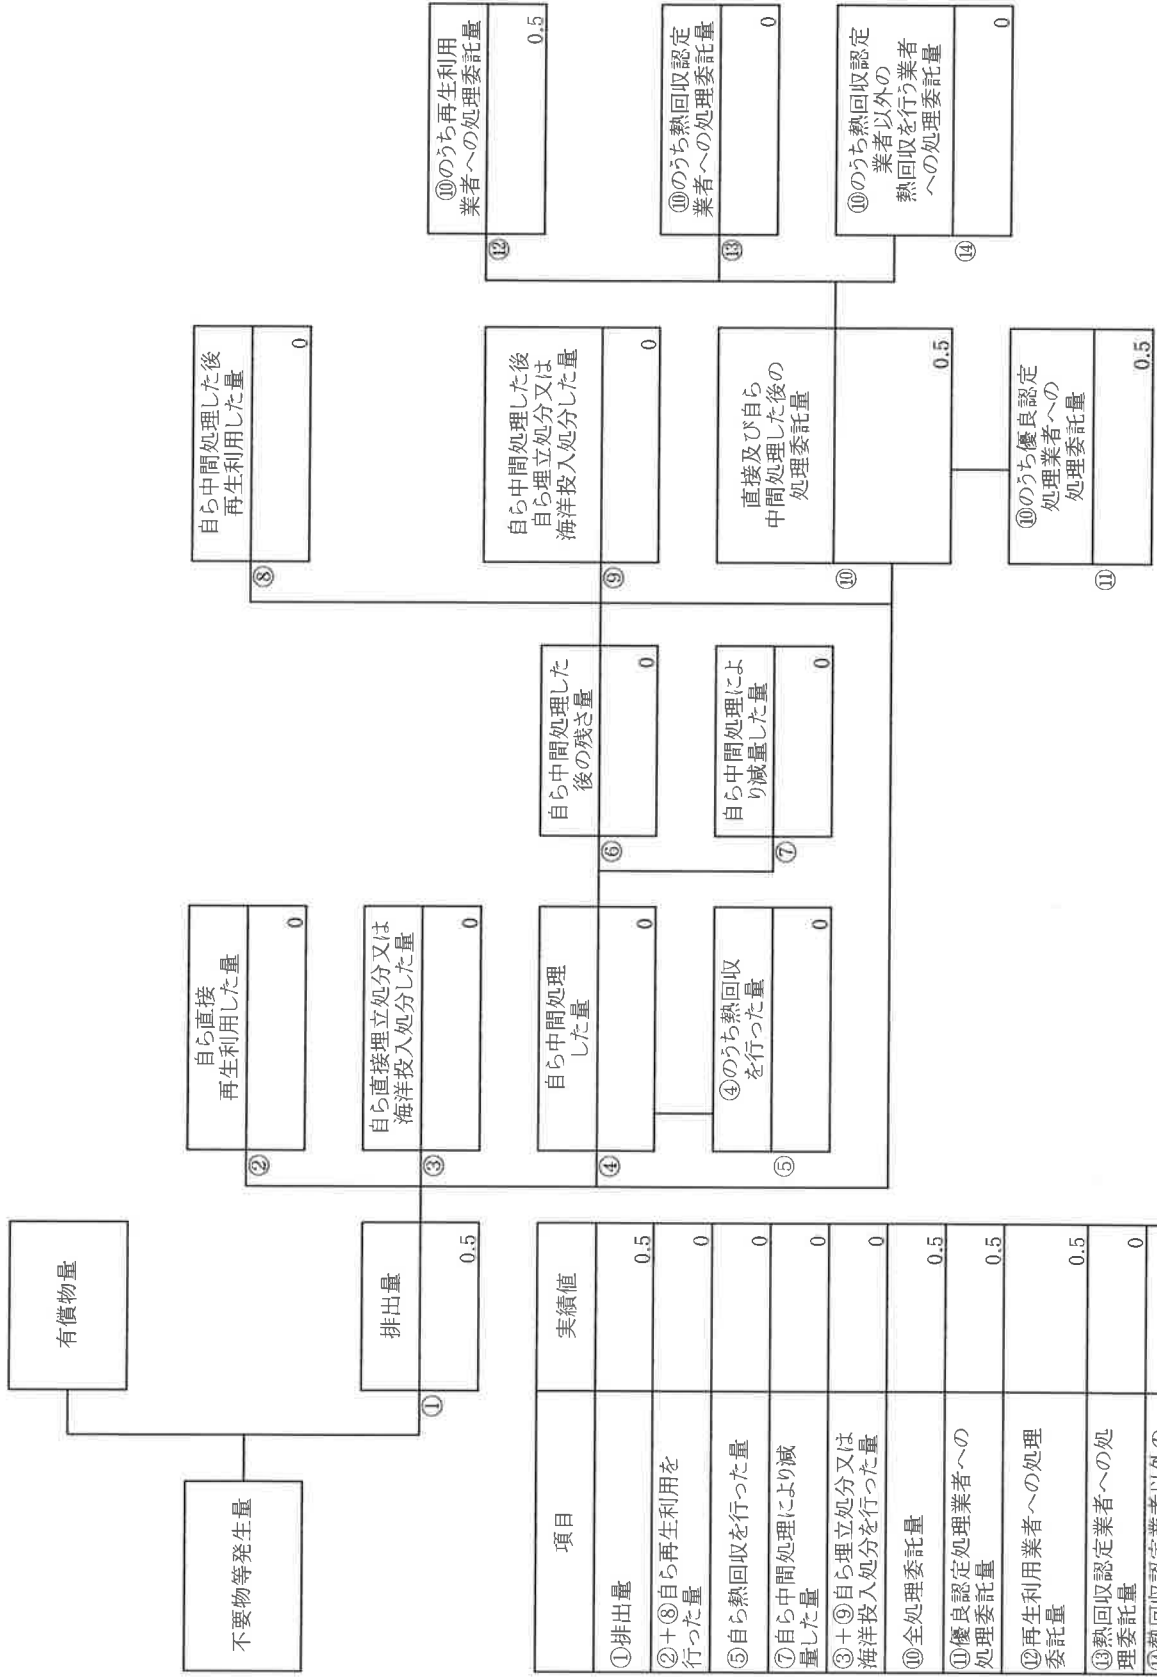 不要物等発生量
有償物量
①
排出量
0.5
②
自ら直接
再生利用した量
0
③
自ら直接埋立処分又は
海洋投入処分した量
0
④
自ら中間処理
した量
0
⑤
④のうち熱回収
を行った量
0
⑥
自ら中間処理した
後の残さ量
0
⑦
自ら中間処理によ
り減量した量
0
⑧
自ら中間処理した後
再生利用した量
0
⑨
自ら中間処理した後
自ら埋立処分又は
海洋投入処分した量
0
⑩
直接及び自ら
中間処理した後の
処理委託量
0.5
⑪
⑩のうち優良認定
処理業者への
処理委託量
0.5
⑫
⑩のうち再生利用
業者への処理委託量
0.5
⑬
⑩のうち熱回収認定
業者への処理委託量
0
⑭
⑩のうち熱回収認定
業者以外の
熱回収を行う業者
への処理委託量
0
項目
実績値
①排出量
0.5
②+⑧自ら再生利用を
行った量
0
⑤自ら熱回収を行った量
0
⑦自ら中間処理により減
量した量
0
③+⑨自ら埋立処分又は
海洋投入処分を行った量
0
⑩全処理委託量
0.5
⑪優良認定処理業者への
処理委託量
0.5
⑫再生利用業者への処理
委託量
0.5
⑬熱回収認定業者への処
理委託量
0